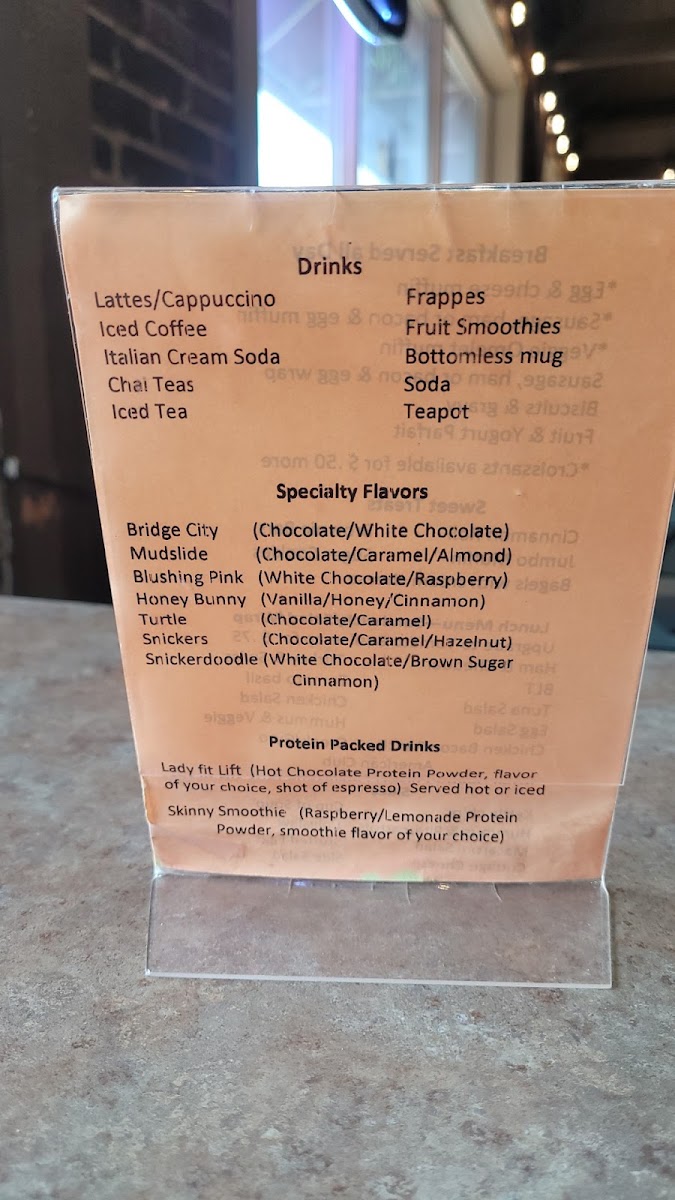 Drinks
Lattes/Cappuccino
Iced Coffee
Italian Cream Soda
Chai Teas
Iced Tea
Frappes
Fruit Smoothies
Bottomless mug
Soda
Teapot
Specialty Flavors
Bridge City (Chocolate/White Chocolate)
Mudslide (Chocolate/Caramel/Almond)
Blushing Pink (White Chocolate/Raspberry)
Honey Bunny (Vanilla/Honey/Cinnamon)
Turtle (Chocolate/Caramel)
Snickers (Chocolate/Caramel/Hazelnut)
Snickerdoodle (White Chocolate/Brown Sugar
Cinnamon)
Protein Packed Drinks
Lady fit Lift (Hot Chocolate Protein Powder, flavor
of your choice, shot of espresso) Served hot or iced
Skinny Smoothie (Raspberry/Lemonade Protein
Powder, smoothie flavor of your choice)